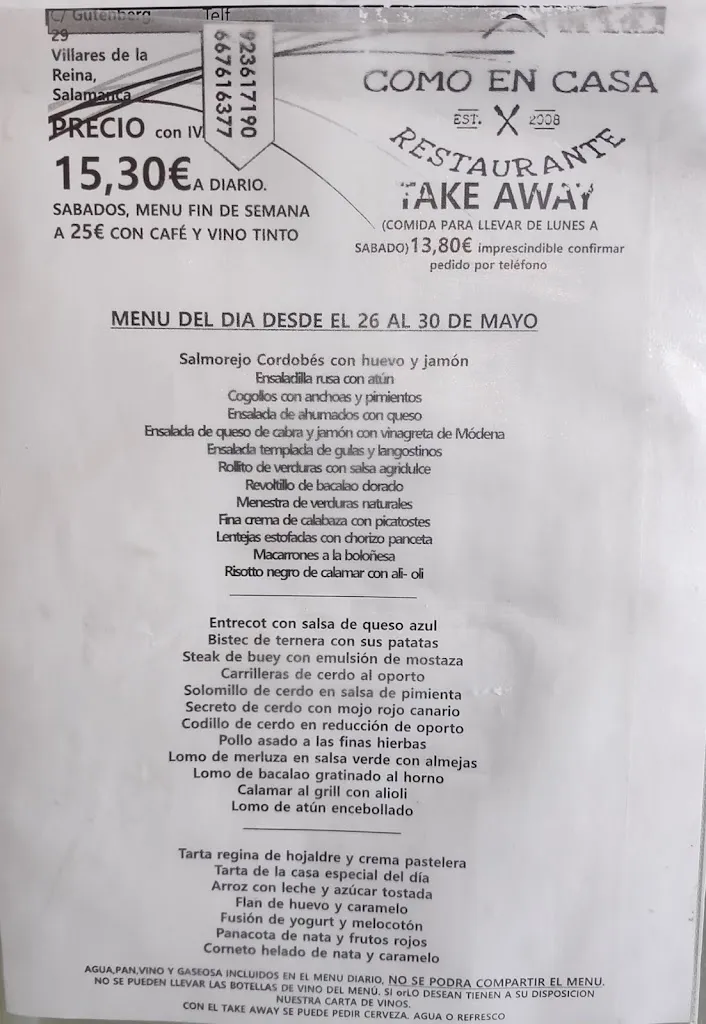 C/ Gutenberg
29
Villares de la
Reina,
Salamanca
Telf
923617190
667616377
PRECIO con IV
15,30€ A DIARIO.
SABADOS, MENU FIN DE SEMANA
A 25€ CON CAFÉ Y VINO TINTO
COMO EN CASA
EST. 2008
RESTAURANTE
TAKE AWAY
(COMIDA PARA LLEVAR DE LUNES A
SABADO) 13,80€ imprescindible confirmar
pedido por teléfono
MENU DEL DIA DESDE EL 26 AL 30 DE MAYO
Salmorejo Cordobés con huevo y jamón
Ensaladilla rusa con atún
Cogollos con anchoas y pimientos
Ensalada de ahumados con queso
Ensalada de queso de cabra y jamón con vinagreta de Módena
Ensalada templada de gulas y langostinos
Rollito de verduras con salsa agridulce
Revoltillo de bacalao dorado
Menestra de verduras naturales
Fina crema de calabaza con picatostes
Lentejas estofadas con chorizo panceta
Macarrones a la boloñesa
Risotto negro de calamar con ali- oli
Entrecot con salsa de queso azul
Bistec de ternera con sus patatas
Steak de buey con emulsión de mostaza
Carrilleras de cerdo al oporto
Solomillo de cerdo en salsa de pimienta
Secreto de cerdo con mojo rojo canario
Codillo de cerdo en reducción de oporto
Pollo asado a las finas hierbas
Lomo de merluza en salsa verde con almejas
Lomo de bacalao gratinado al horno
Calamar al grill con alioli
Lomo de atún encebollado
Tarta regina de hojaldre y crema pastelera
Tarta de la casa especial del día
Arroz con leche y azúcar tostada
Flan de huevo y caramelo
Fusión de yogurt y melocotón
Panacota de nata y frutos rojos
Corneto helado de nata y caramelo
AGUA,PAN,VINO Y GASEOSA INCLUIDOS EN EL MENU DIARIO, NO SE PODRA COMPARTIR EL MENU.
NO SE PUEDEN LLEVAR LAS BOTELLAS DE VINO DEL MENÚ. SI orLO DESEAN TIENEN A SU DISPOSICION
NUESTRA CARTA DE VINOS.
CON EL TAKE AWAY SE PUEDE PEDIR CERVEZA, AGUA O REFRESCO